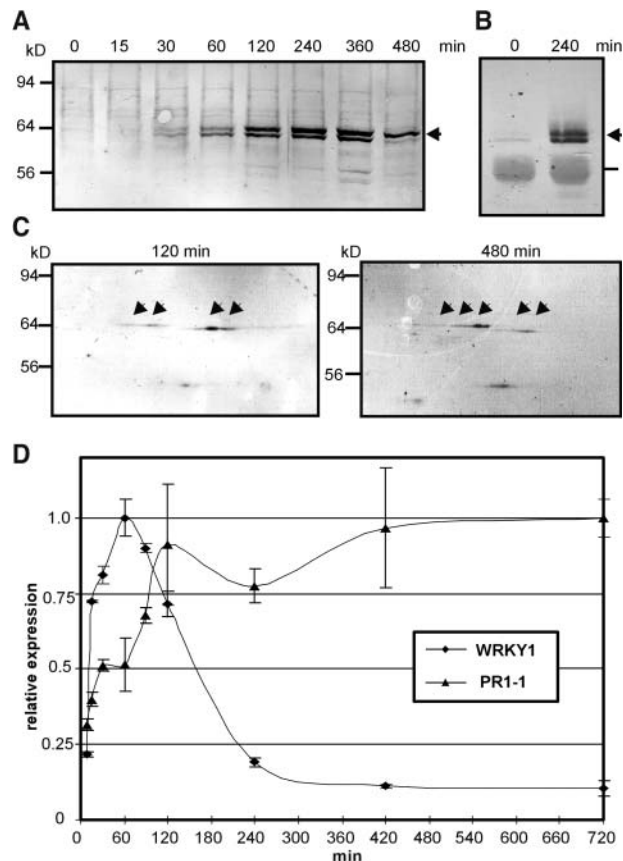 A
B
kD 0 15 30 60 120 240 360 480 min
0 240 min
94
64
56
C
kD 120 min
kD 480 min
94
64
56
94
64
56
D
relative expression
1.0
0.75
0.5
0.25
0
WRKY1
PR1-1
0 60 120 180 240 300 360 420 480 540 600 660 720
min